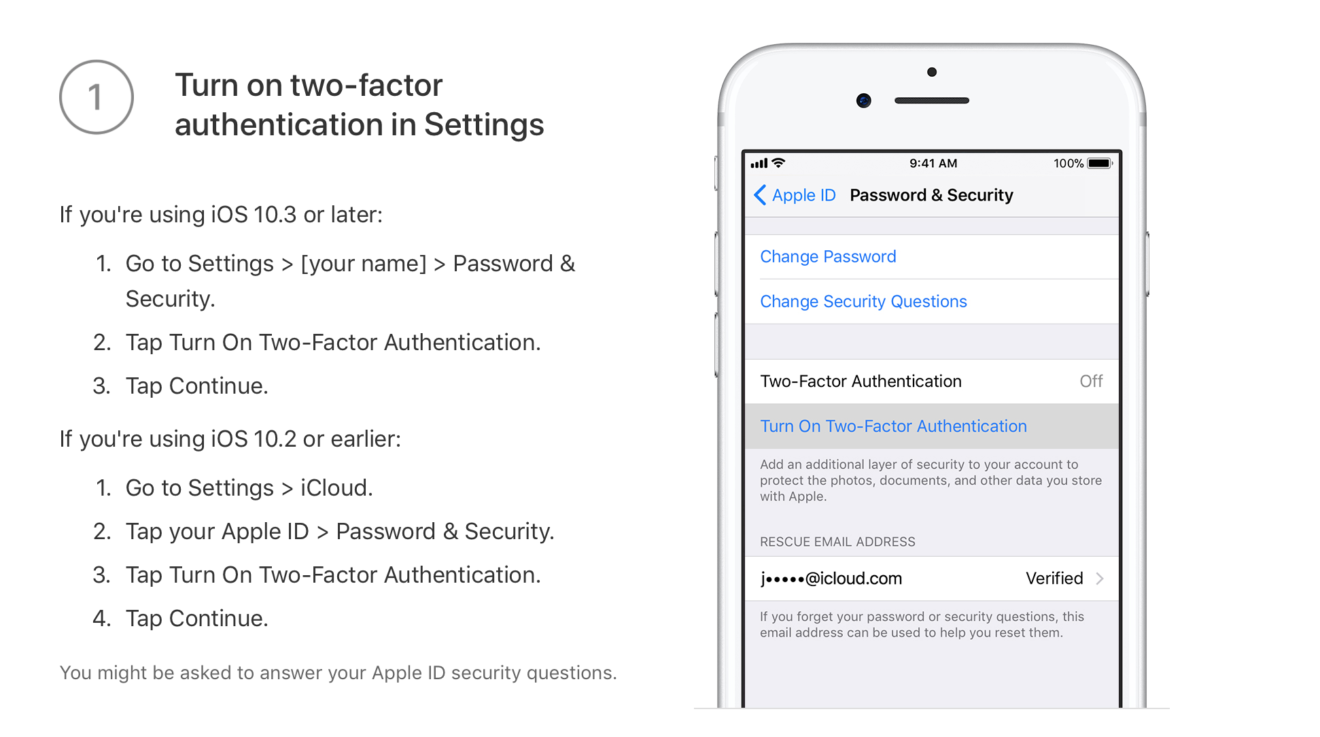 1
Turn on two-factor
authentication in Settings
If you're using iOS 10.3 or later:
1. Go to Settings > [your name] > Password &
Security.
2. Tap Turn On Two-Factor Authentication.
3. Tap Continue.
If you're using iOS 10.2 or earlier:
1. Go to Settings > iCloud.
2. Tap your Apple ID > Password & Security.
3. Tap Turn On Two-Factor Authentication.
4. Tap Continue.
You might be asked to answer your Apple ID security questions.
9:41 AM 100%
Apple ID Password & Security
Change Password
Change Security Questions
Two-Factor Authentication Off
Turn On Two-Factor Authentication
Add an additional layer of security to your account to
protect the photos, documents, and other data you store
with Apple.
RESCUE EMAIL ADDRESS
j•••••@icloud.com Verified
If you forget your password or security questions, this
email address can be used to help you reset them.